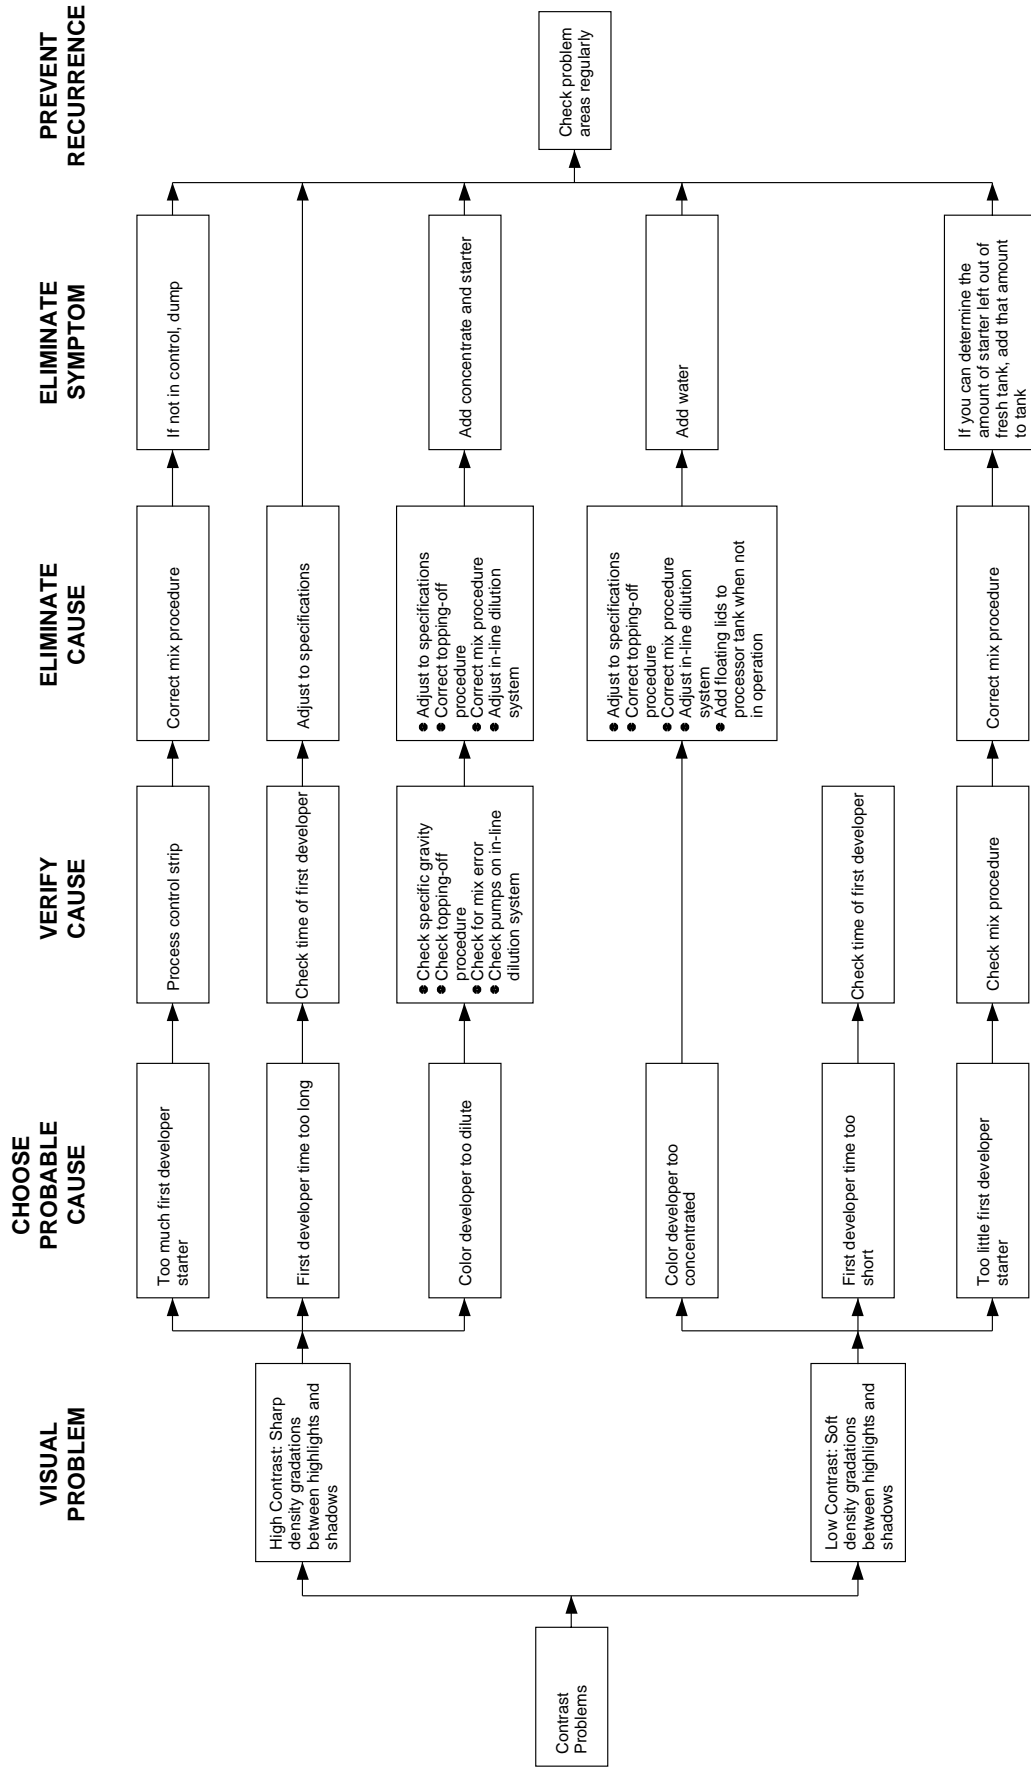 VISUAL
PROBLEM
CHOOSE
PROBABLE
CAUSE
VERIFY
CAUSE
ELIMINATE
CAUSE
ELIMINATE
SYMPTOM
PREVENT
RECURRENCE
Contrast
Problems
High Contrast: Sharp
density gradations
between highlights and
shadows
Too much first developer
starter
Process control strip
Correct mix procedure
If not in control, dump
First developer time too long
Check time of first developer
Adjust to specifications
Color developer too dilute
● Check specific gravity
● Check topping-off
procedure
● Check for mix error
● Check pumps on in-line
dilution system
● Adjust to specifications
● Correct topping-off
procedure
● Correct mix procedure
● Adjust in-line dilution
system
Add concentrate and starter
Check problem
areas regularly
Low Contrast: Soft
density gradations
between highlights and
shadows
Color developer too
concentrated
● Adjust to specifications
● Correct topping-off
procedure
● Correct mix procedure
● Adjust in-line dilution
system
● Add floating lids to
processor tank when not
in operation
Add water
First developer time too
short
Check time of first developer
Too little first developer
starter
Check mix procedure
Correct mix procedure
If you can determine the
amount of starter left out of
fresh tank, add that amount
to tank